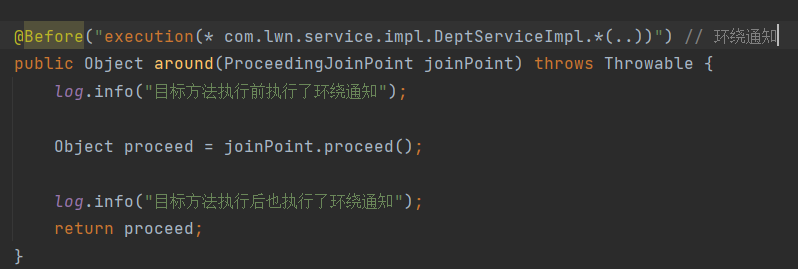 @Before("execution(* com.lwn.service.impl.DeptServiceImpl.*(..))") // 环绕通知
public Object around(ProceedingJoinPoint joinPoint) throws Throwable {
log.info("目标方法执行前执行了环绕通知");
Object proceed = joinPoint.proceed();
log.info("目标方法执行后也执行了环绕通知");
return proceed;
}